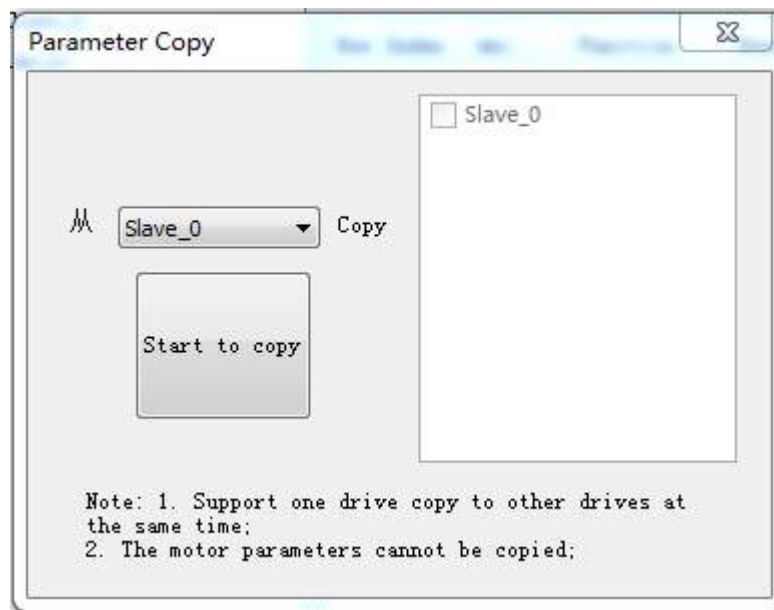 Parameter Copy
Slave_0
从 Slave_0 Copy
Start to copy
Note: 1. Support one drive copy to other drives at
the same time;
2. The motor parameters cannot be copied;